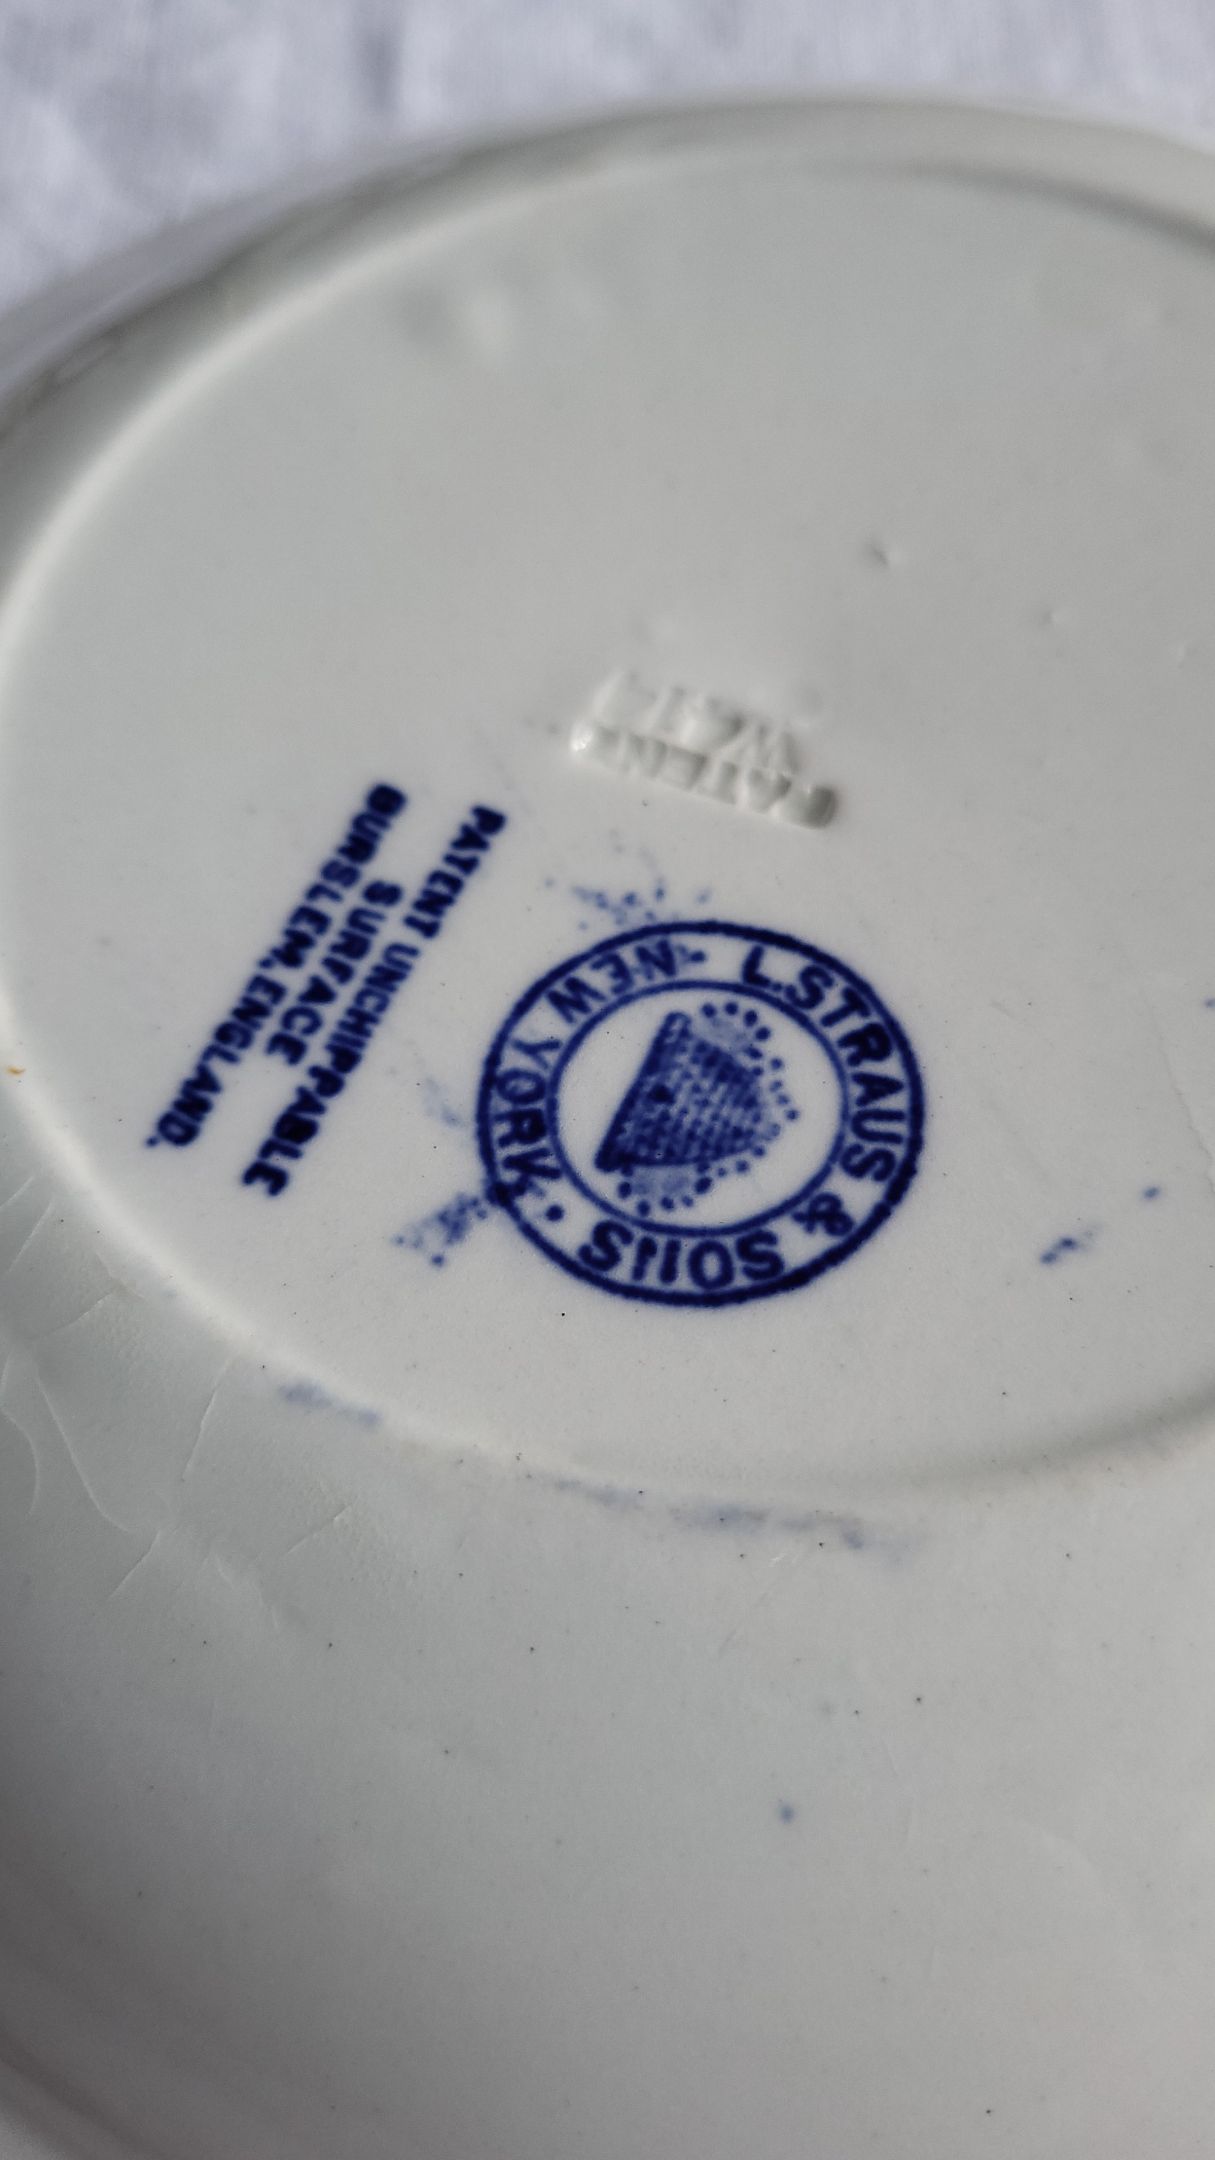 L. STRAUS & SONS
NEW YORK
PATENT UNCHIPPABLE
SURFACE
BURSLEM. ENGLAND.
PATENT